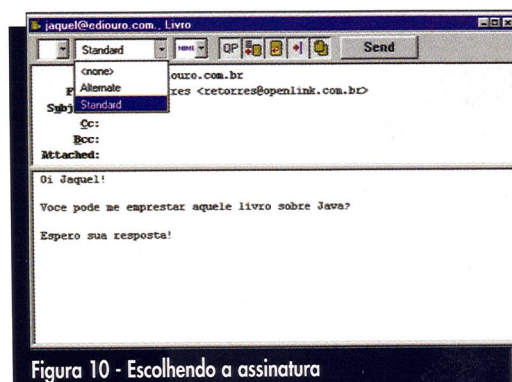 jaquel@ediouro.com., Livro
Standard MIME QP Send
<none>
Alternate
Standard
ouro.com.br
res <retorres@openlink.com.br>
Subj
Cc:
Bcc:
Attached:
Oi Jaquel!
Voce pode me emprestar aquele livro sobre Java?
Espero sua resposta!
Figura 10 - Escolhendo a assinatura